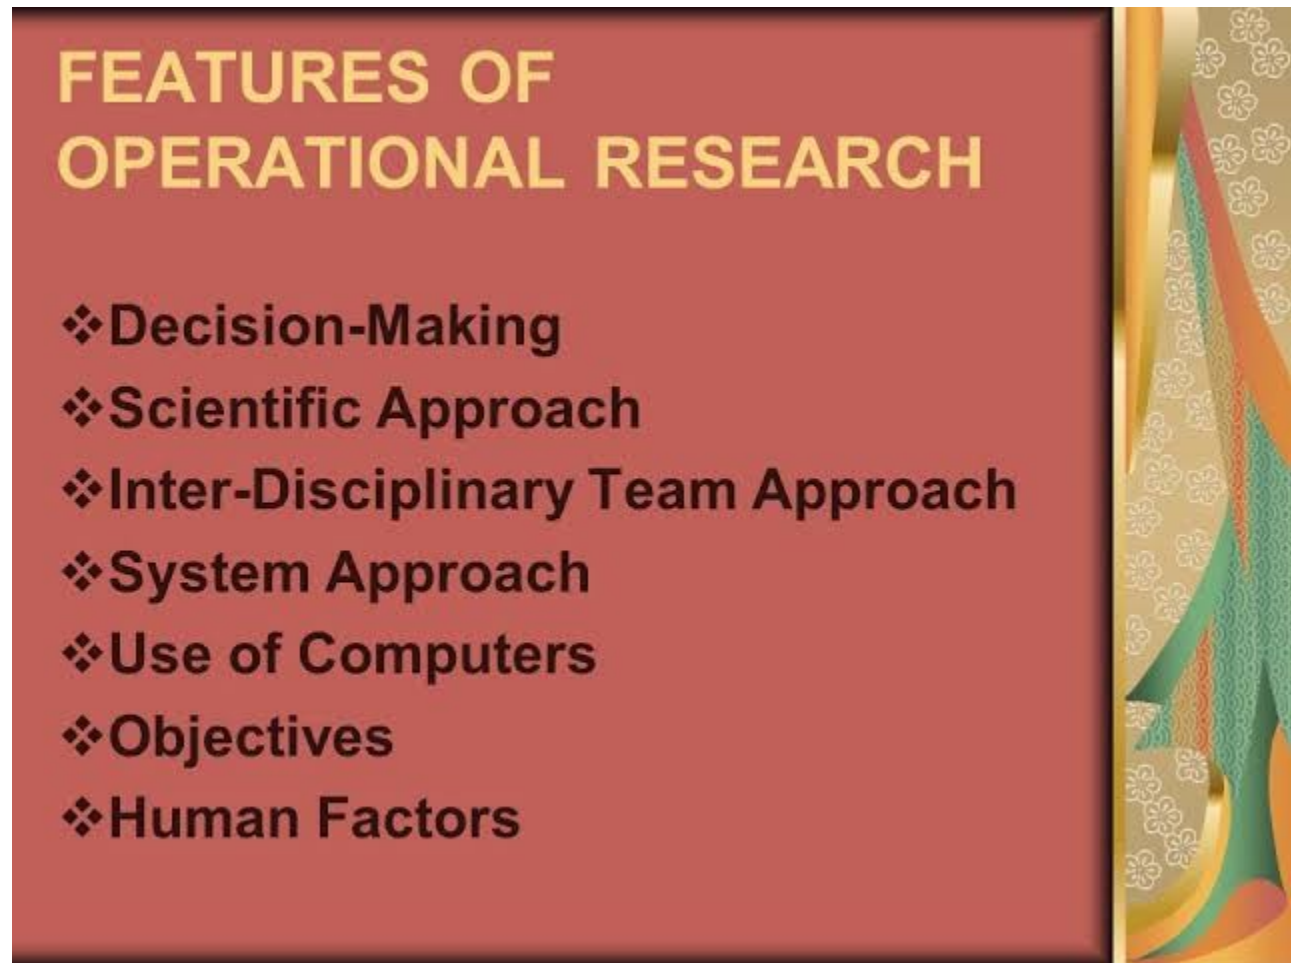 FEATURES OF
OPERATIONAL RESEARCH
❖Decision-Making
❖Scientific Approach
❖Inter-Disciplinary Team Approach
❖System Approach
❖Use of Computers
❖Objectives
❖Human Factors